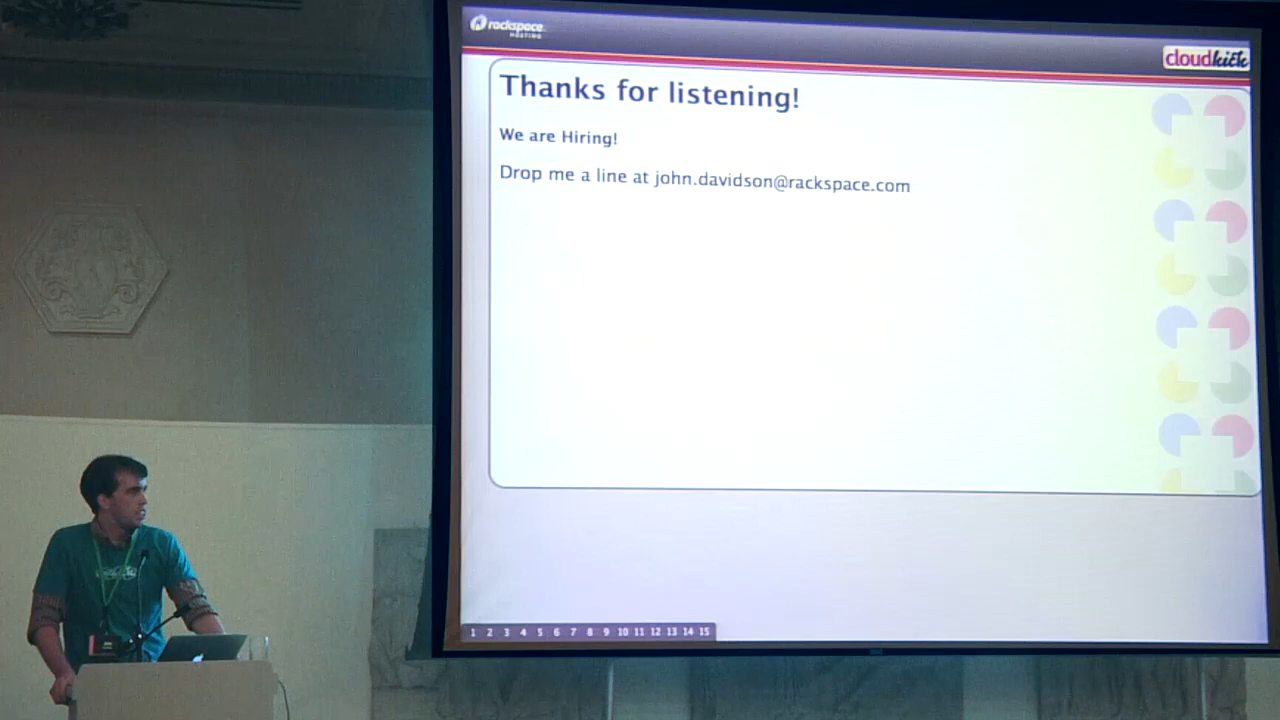 rackspace
HOSTING
cloudkick
Thanks for listening!
We are Hiring!
Drop me a line at john.davidson@rackspace.com
1 2 3 4 5 6 7 8 9 10 11 12 13 14 15